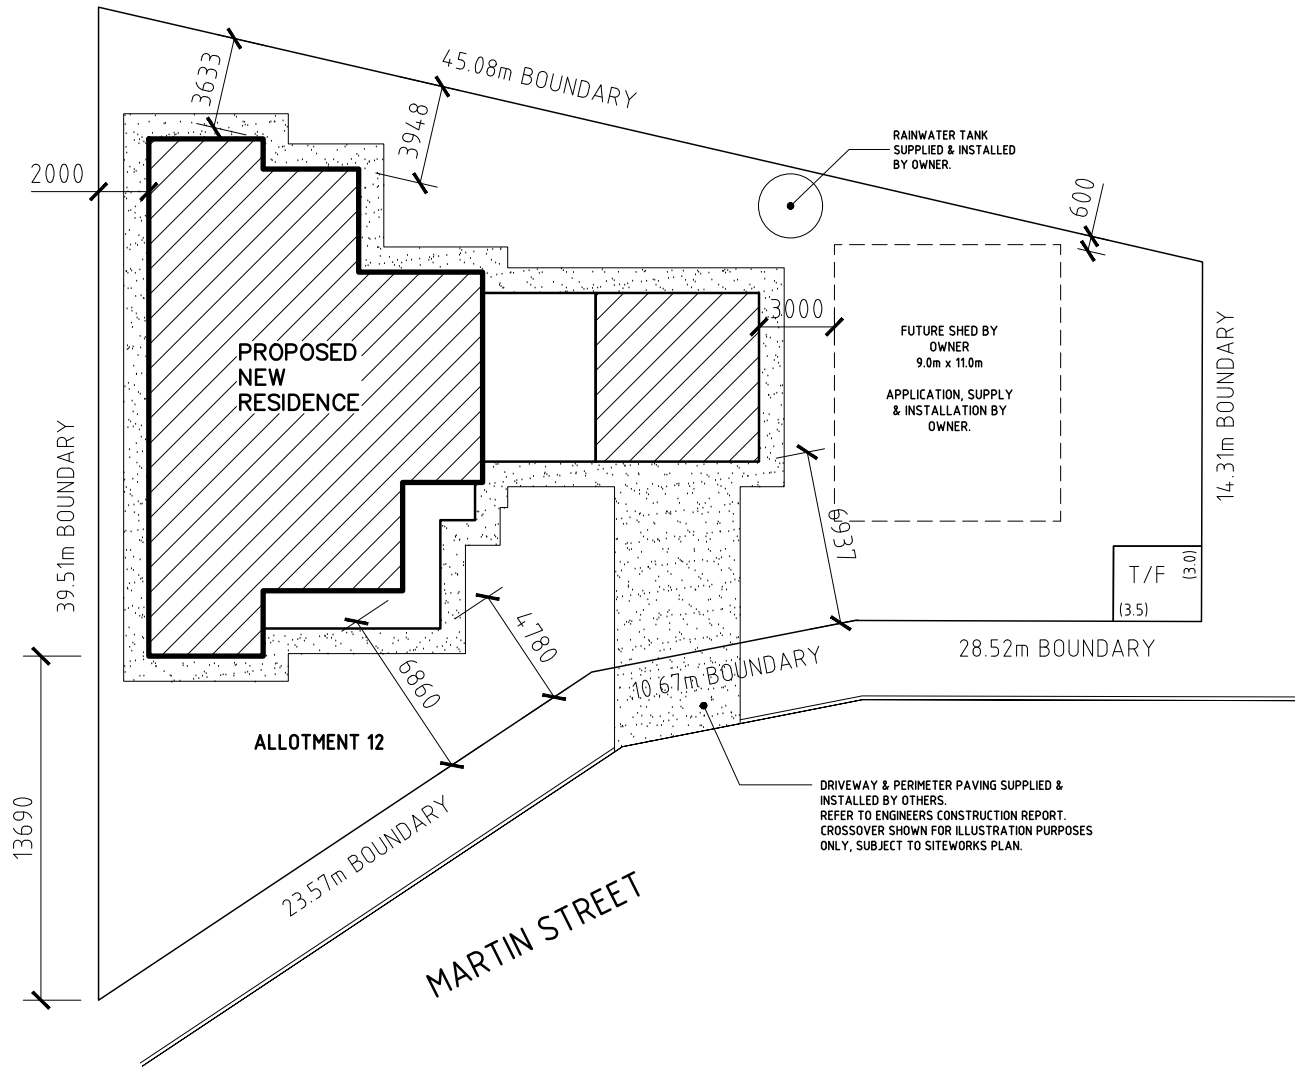 45.08m BOUNDARY
3633
3948
2000
RAINWATER TANK
SUPPLIED & INSTALLED
BY OWNER.
600
3000
FUTURE SHED BY
OWNER
9.0m x 11.0m
APPLICATION, SUPPLY
& INSTALLATION BY
OWNER.
PROPOSED
NEW
RESIDENCE
39.51m BOUNDARY
14.31m BOUNDARY
6937
T/F
(3.0)
(3.5)
4780
6860
28.52m BOUNDARY
10.67m BOUNDARY
ALLOTMENT 12
13690
23.57m BOUNDARY
DRIVEWAY & PERIMETER PAVING SUPPLIED &
INSTALLED BY OTHERS.
REFER TO ENGINEERS CONSTRUCTION REPORT.
CROSSOVER SHOWN FOR ILLUSTRATION PURPOSES
ONLY, SUBJECT TO SITEWORKS PLAN.
MARTIN STREET